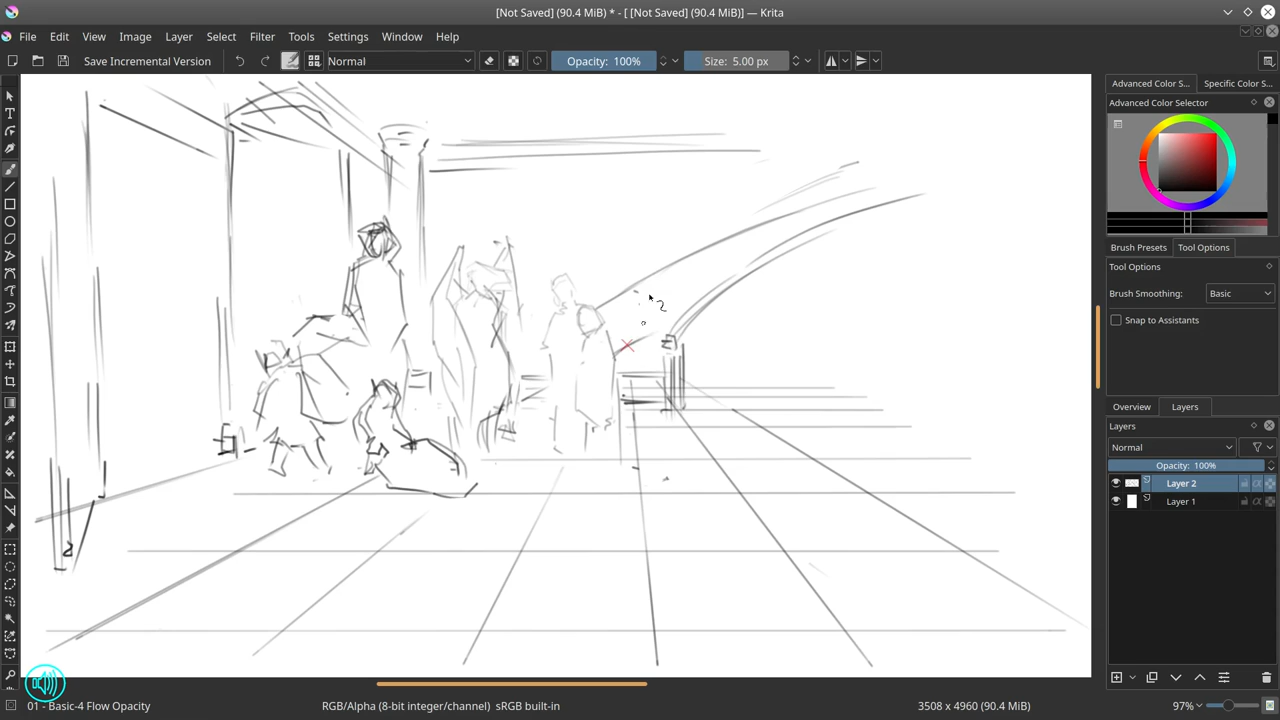 [Not Saved] (90.4 MiB) * - [ [Not Saved] (90.4 MiB)] — Krita
File Edit View Image Layer Select Filter Tools Settings Window Help
Save Incremental Version Normal Opacity: 100% Size: 5.00 px
Advanced Color S... Specific Color S...
Advanced Color Selector
Brush Presets Tool Options
Tool Options
Brush Smoothing: Basic
Snap to Assistants
Overview Layers
Layers
Normal
Opacity: 100%
Layer 2
Layer 1
01 - Basic-4 Flow Opacity RGB/Alpha (8-bit integer/channel) sRGB built-in 3508 x 4960 (90.4 MiB) 97%